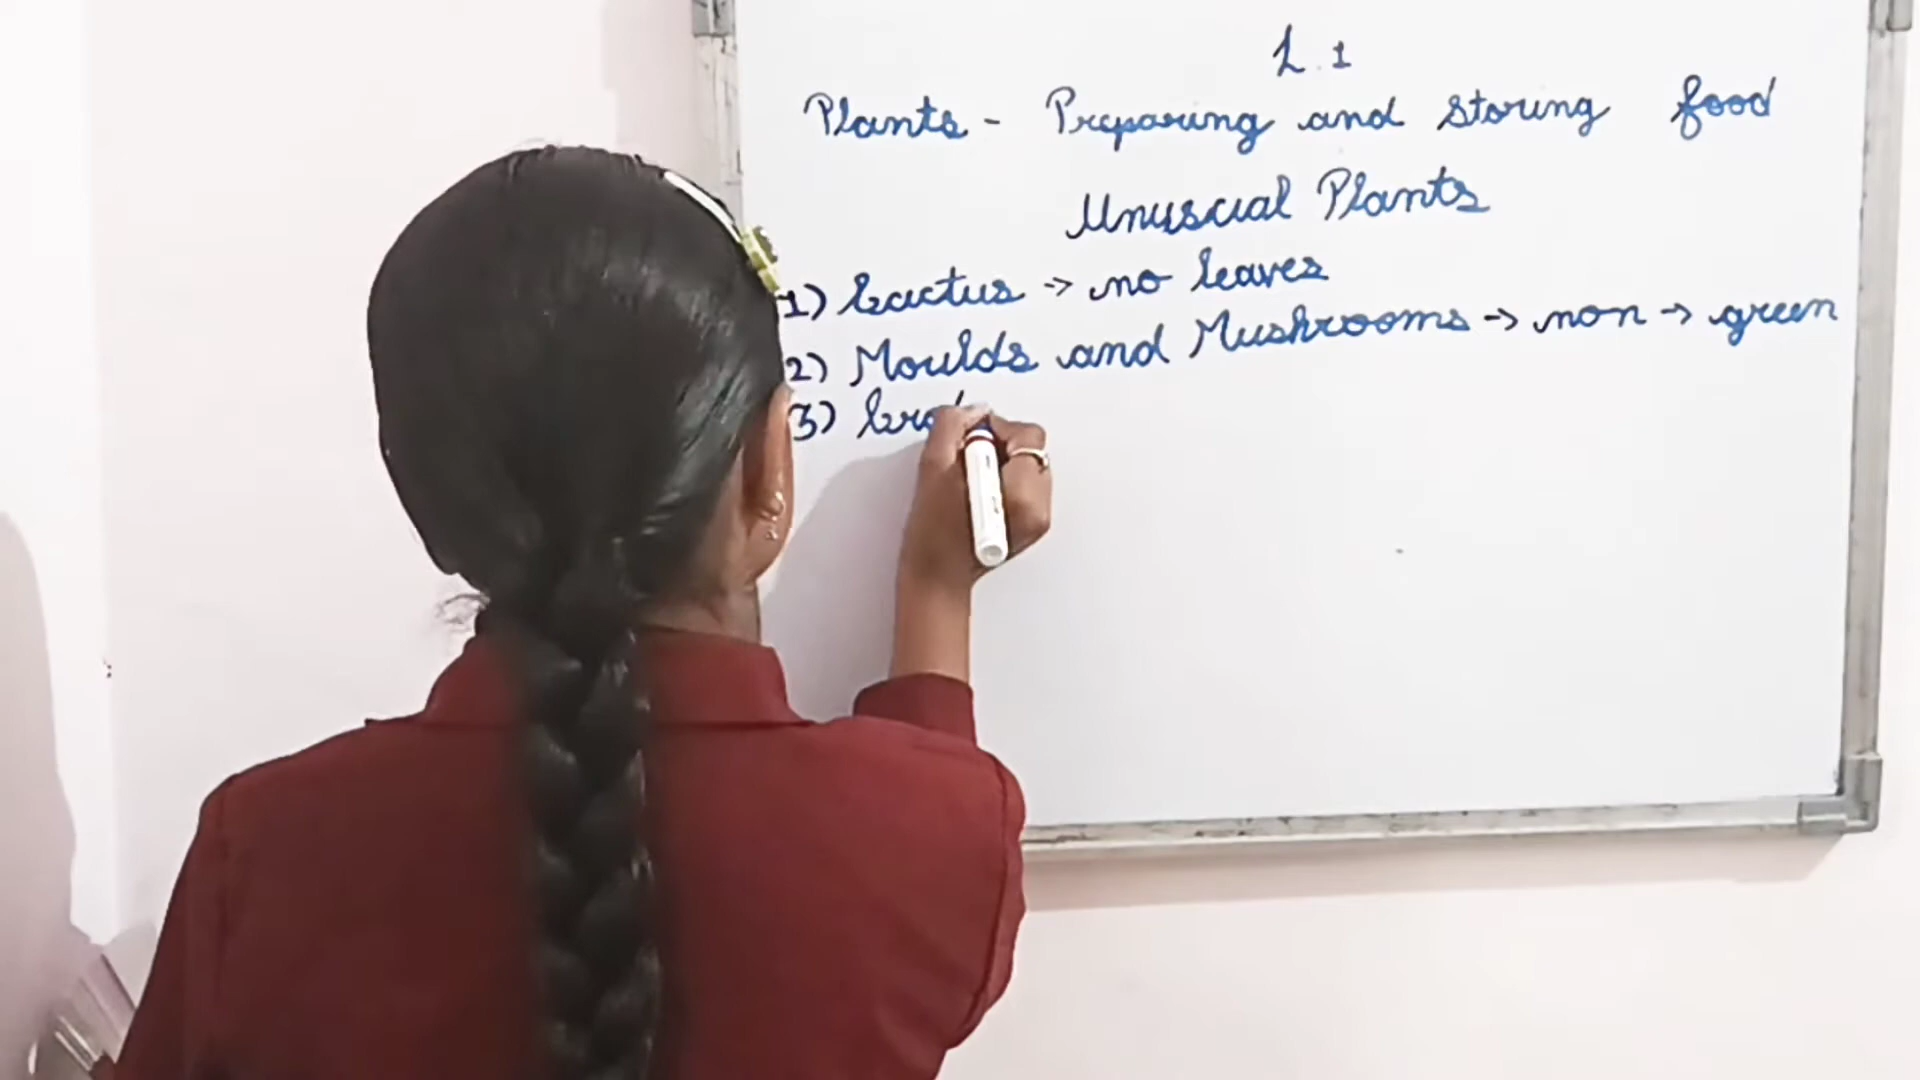 L.1
Plants - Preparing and storing food
Unuscial Plants
1) Cactus → no leaves
2) Moulds and Mushrooms → non → green
3)